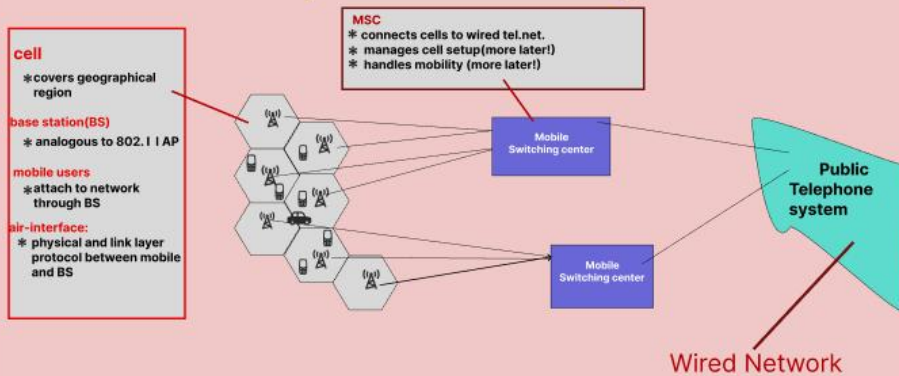 cell
*covers geographical
region
base station(BS)
*analogous to 802.11 AP
mobile users
*attach to network
through BS
air-interface:
* physical and link layer
protocol between mobile
and BS
MSC
* connects cells to wired tel.net.
* manages cell setup(more later!)
* handles mobility (more later!)
Mobile
Switching center
Mobile
Switching center
Public
Telephone
system
Wired Network